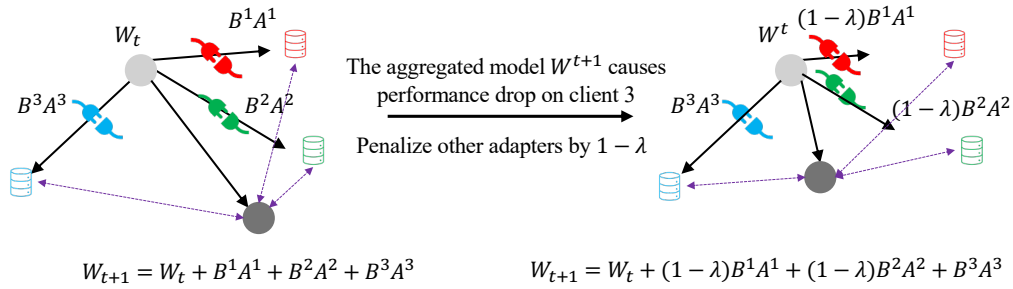 W_t
B^1A^1
B^2A^2
B^3A^3
W_{t+1} = W_t + B^1A^1 + B^2A^2 + B^3A^3
The aggregated model W^{t+1} causes
performance drop on client 3
Penalize other adapters by 1 − λ
W^t
(1 − λ)B^1A^1
B^3A^3
(1 − λ)B^2A^2
W_{t+1} = W_t + (1 − λ)B^1A^1 + (1 − λ)B^2A^2 + B^3A^3